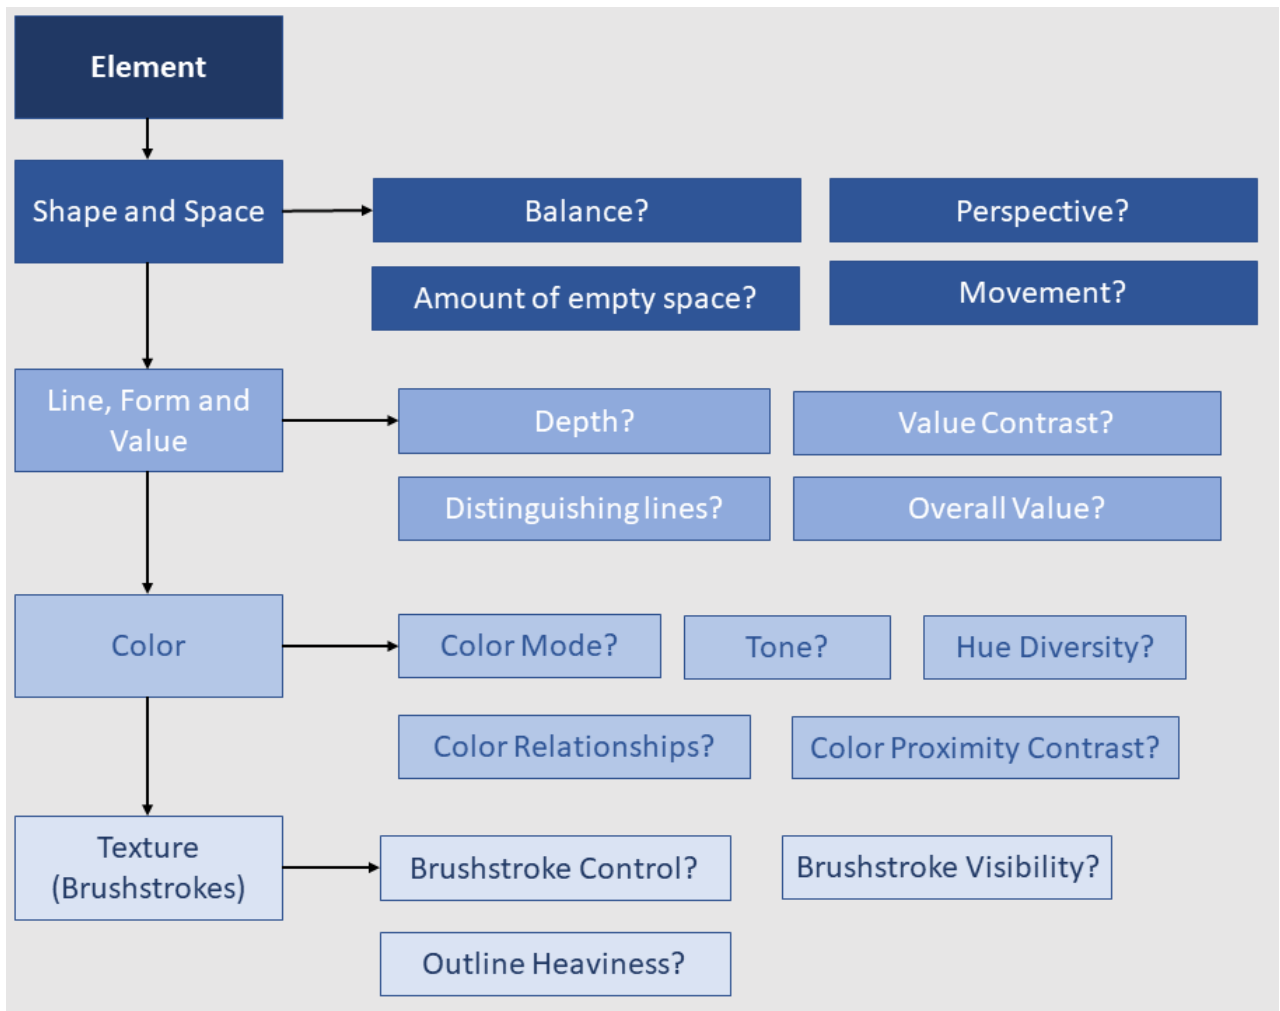 Element
Shape and Space
Balance?
Perspective?
Amount of empty space?
Movement?
Line, Form and
Value
Depth?
Value Contrast?
Distinguishing lines?
Overall Value?
Color
Color Mode?
Tone?
Hue Diversity?
Color Relationships?
Color Proximity Contrast?
Texture
(Brushstrokes)
Brushstroke Control?
Brushstroke Visibility?
Outline Heaviness?